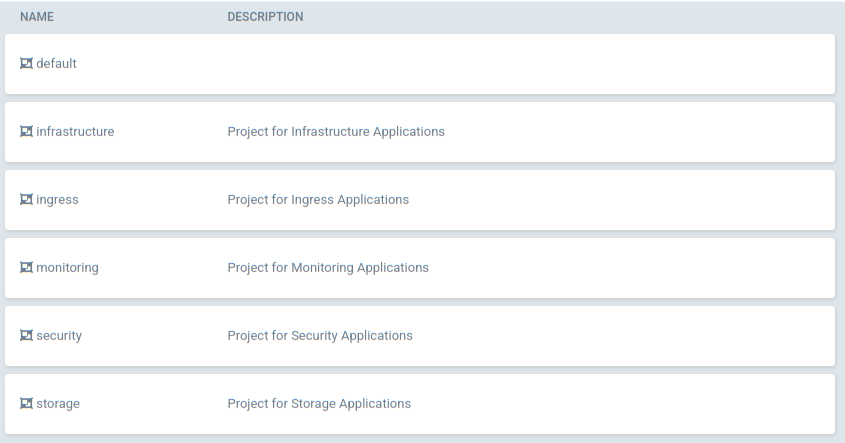 NAME DESCRIPTION
default
infrastructure Project for Infrastructure Applications
ingress Project for Ingress Applications
monitoring Project for Monitoring Applications
security Project for Security Applications
storage Project for Storage Applications